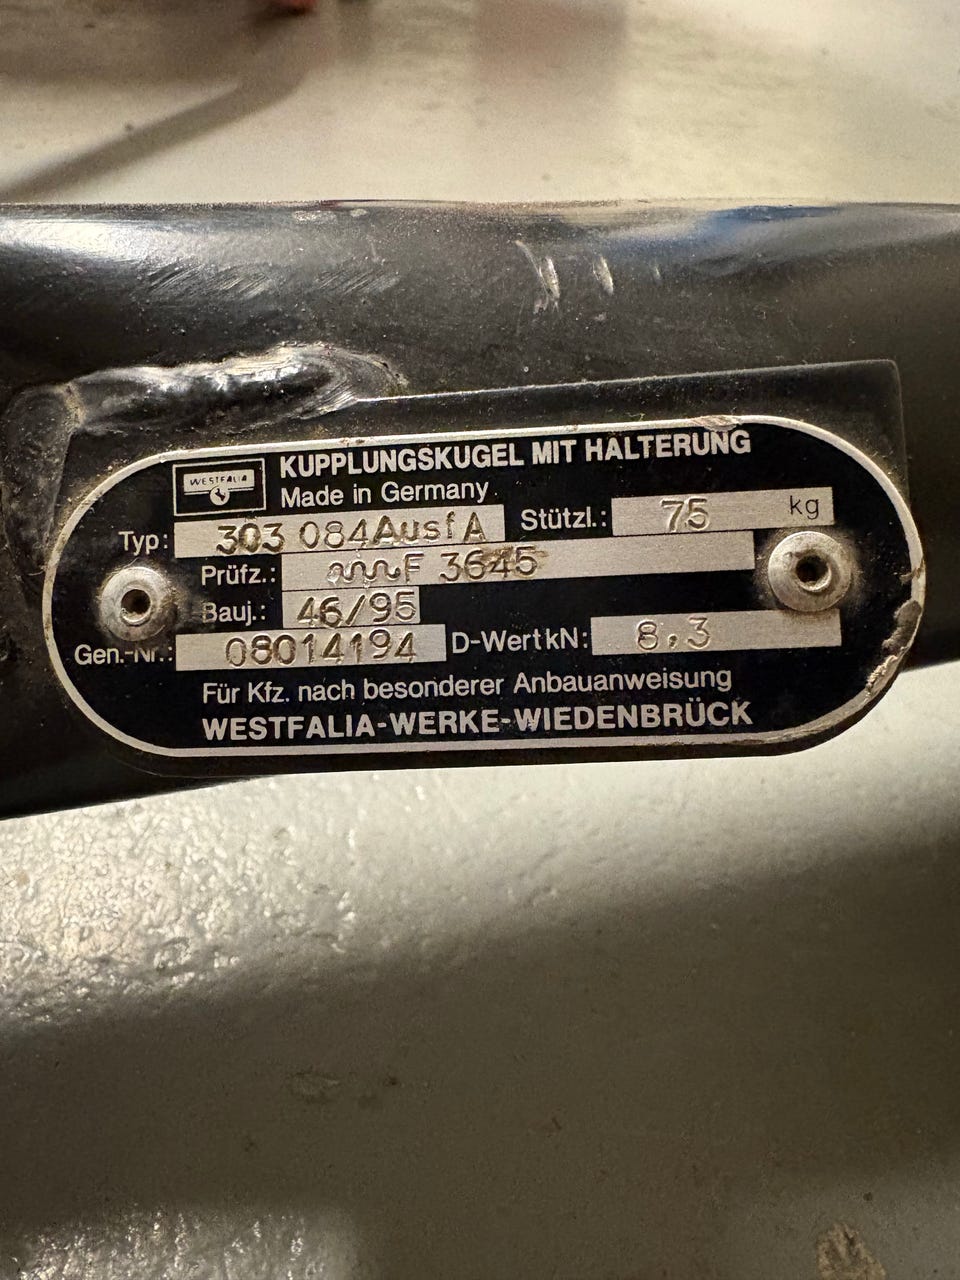 WESTFALIA
KUPPLUNGSKUGEL MIT HALTERUNG
Made in Germany
Typ: 303 084AusfA Stützl.: 75 kg
Prüfz.: F 3645
Bauj.: 46/95
Gen.-Nr.: 08014194 D-Wert kN: 8,3
Für Kfz. nach besonderer Anbauanweisung
WESTFALIA-WERKE-WIEDENBRÜCK